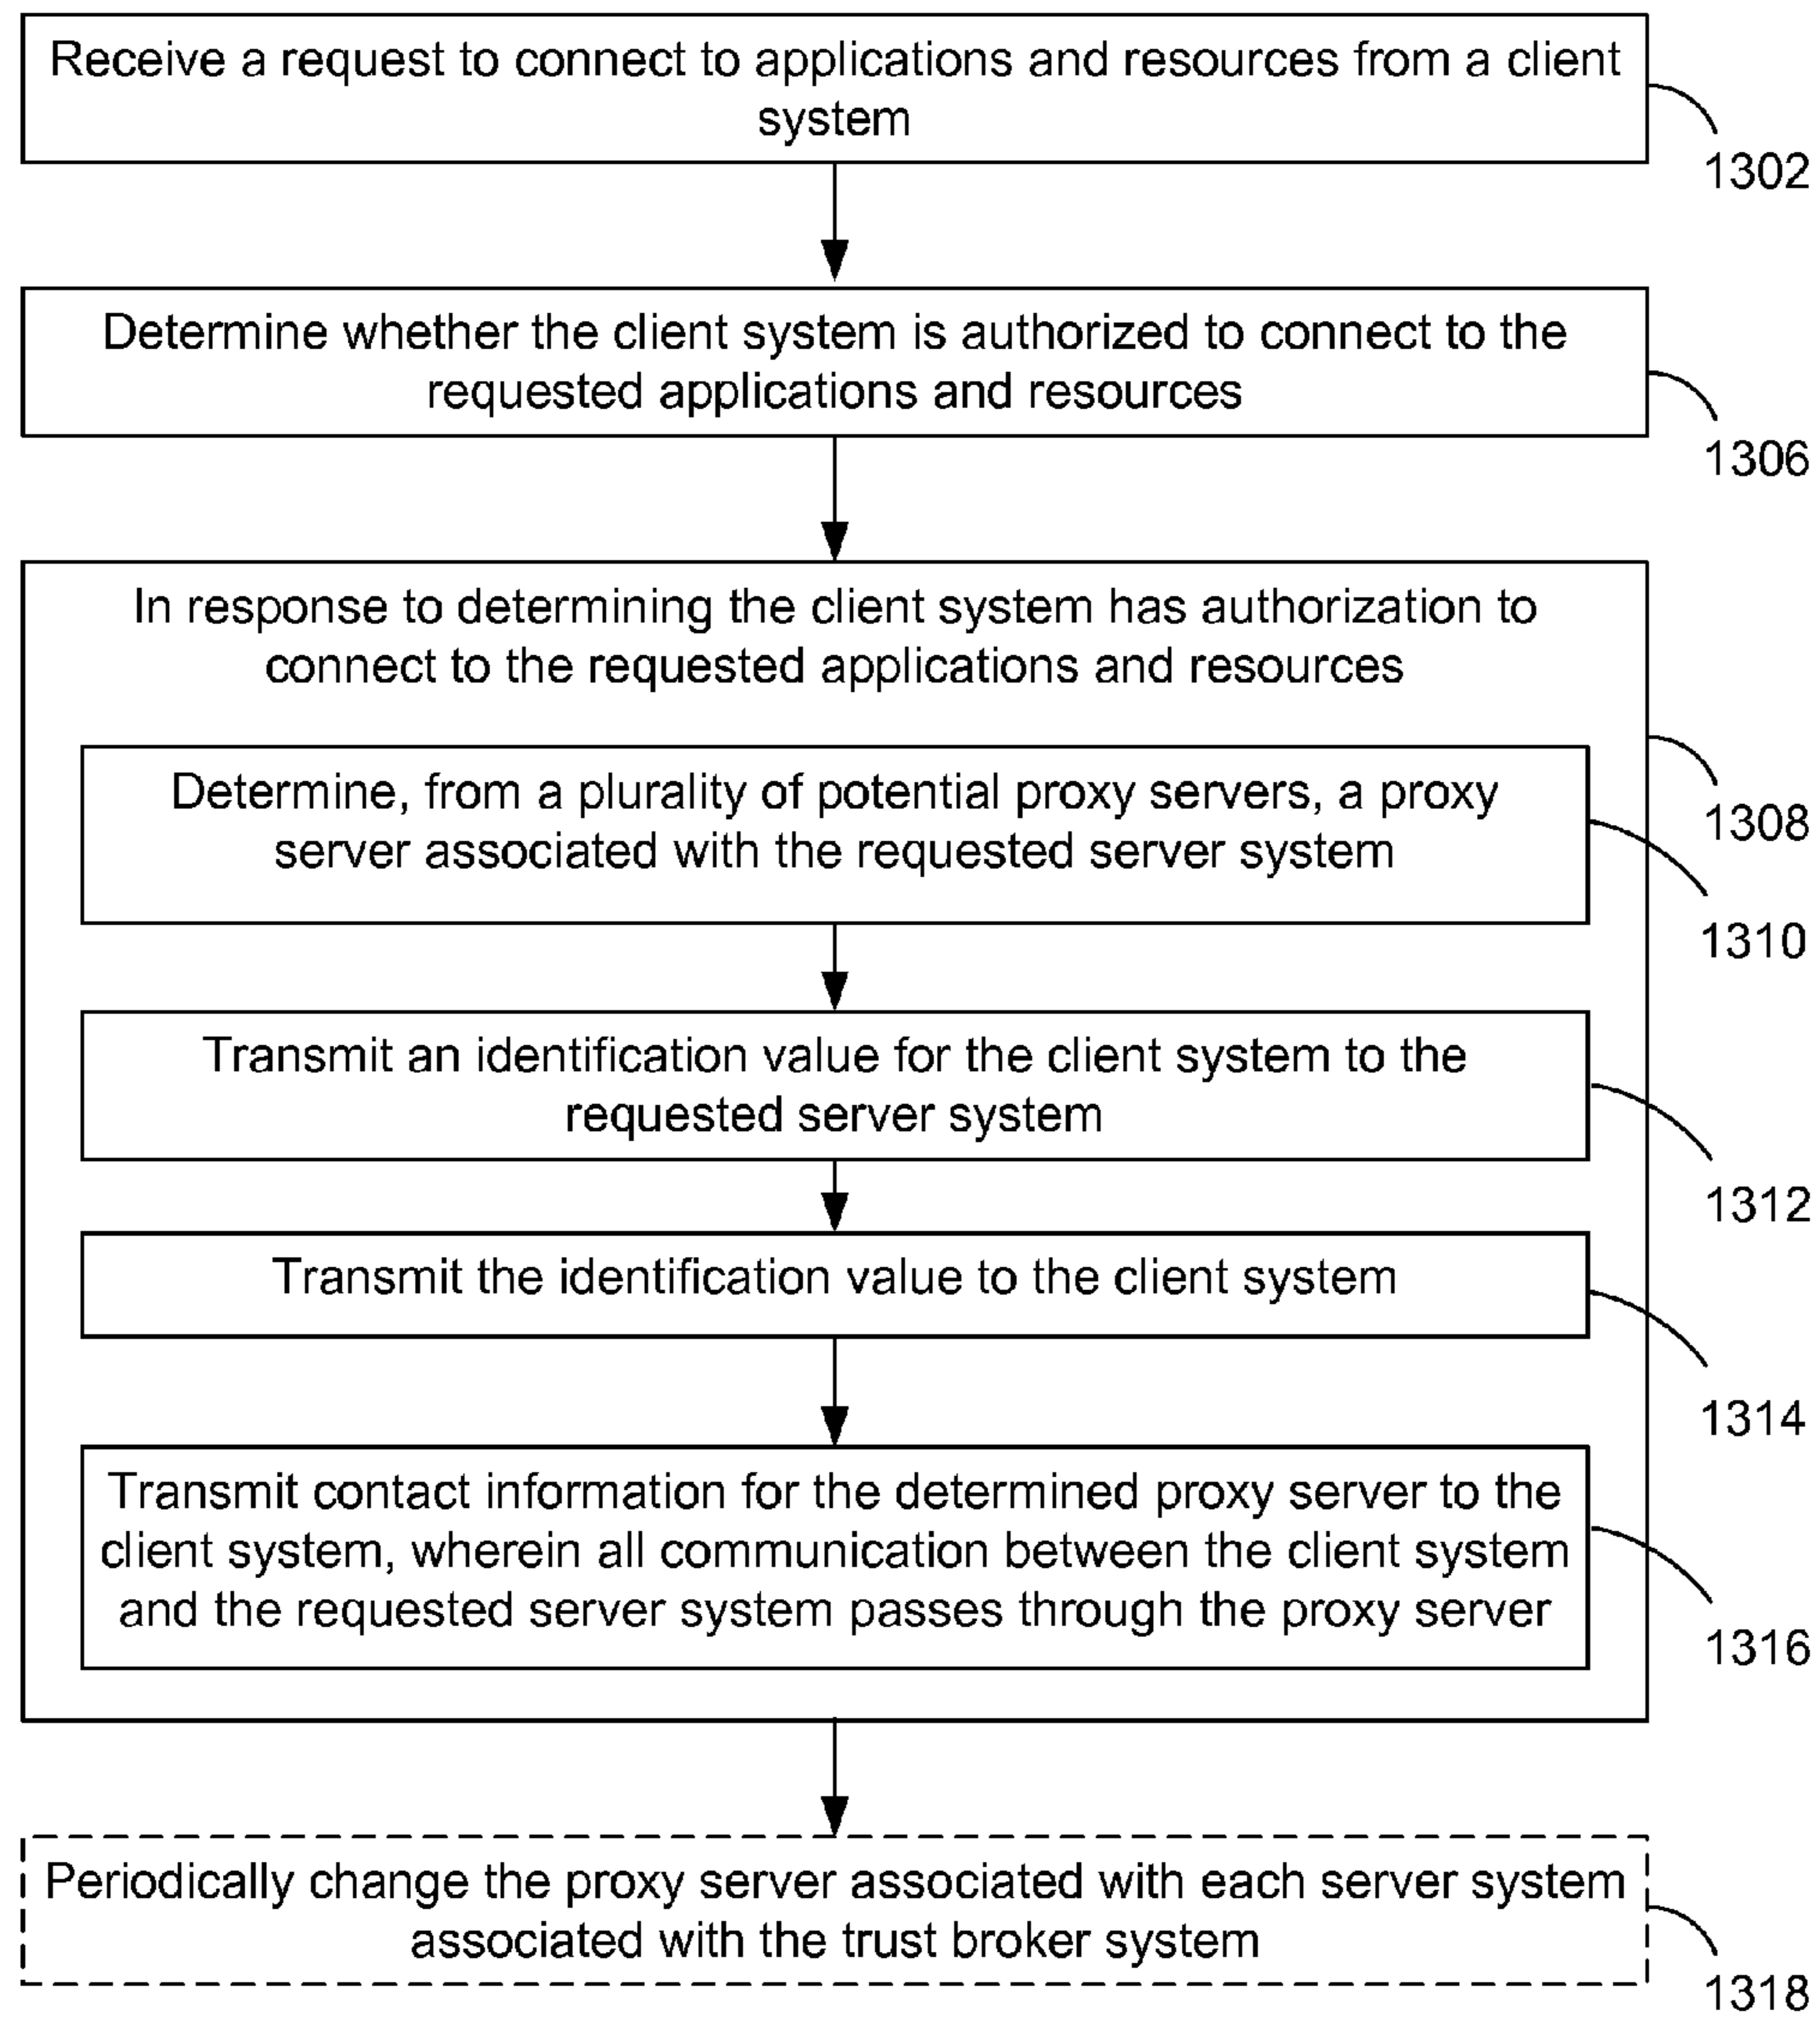 Receive a request to connect to applications and resources from a client
system
1302
Determine whether the client system is authorized to connect to the
requested applications and resources
1306
In response to determining the client system has authorization to
connect to the requested applications and resources
1308
Determine, from a plurality of potential proxy servers, a proxy
server associated with the requested server system
1310
Transmit an identification value for the client system to the
requested server system
1312
Transmit the identification value to the client system
1314
Transmit contact information for the determined proxy server to the
client system, wherein all communication between the client system
and the requested server system passes through the proxy server
1316
Periodically change the proxy server associated with each server system
associated with the trust broker system
1318